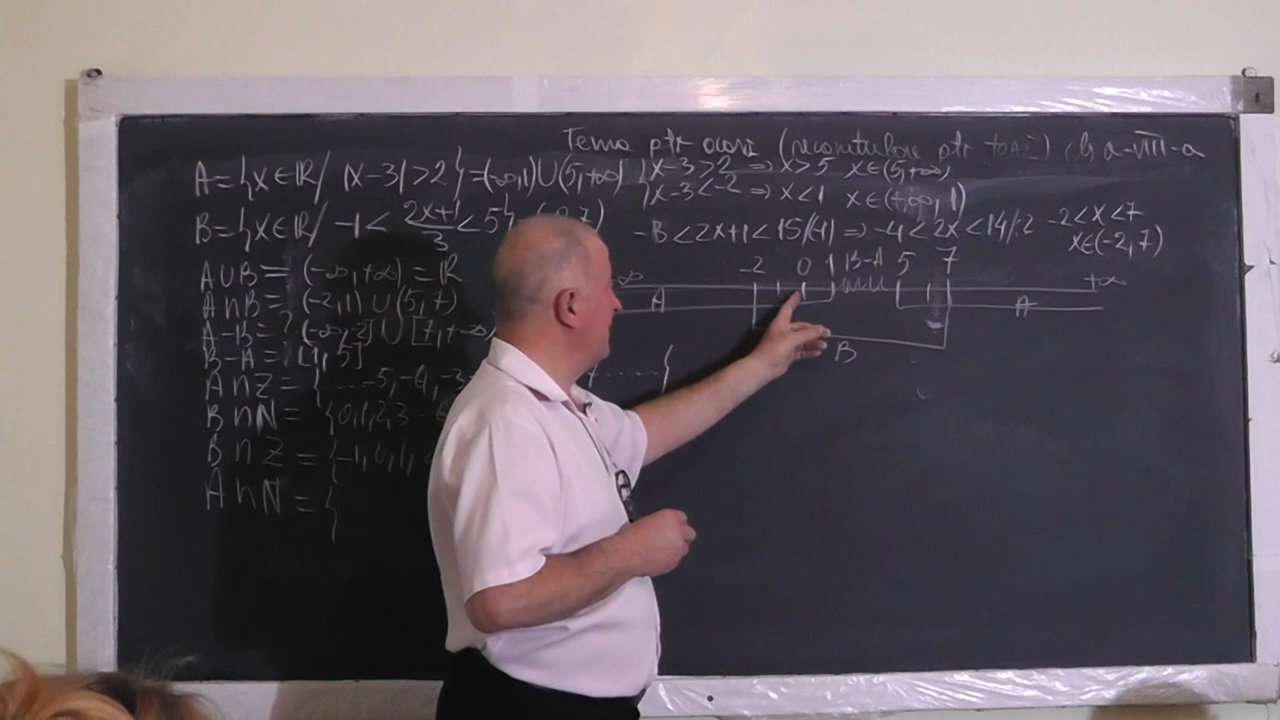 Tema ptr acasă ( ptr toți) cls a-VIII-a
A={x∈ℝ/ |x-3|>2}=(-∞,1)∪(5,+∞) {x-3>2 ⇒ x>5 x∈(5,+∞)
{x-3<-2 ⇒ x<1 x∈(-∞,1)
B={x∈ℝ/ -1< 2x+1/3 <5} 7) -3<2x+1<15/(-1) ⇒ -4<2x<14/:2 -2<x<7
x∈(-2,7)
-2 0 1 B-A 5 7
A∪B= (-∞,+∞) = ℝ ∞ A A +∞
A∩B= (-2,1) ∪ (5,7)
A-B=? (-∞,-2] ∪ [7,+∞)
B-A= [1,5] B
A∩Z= {.....-5,-4,-3 .....{
B∩N= {0,1,2,3...6
B∩Z ={-1,0,1,
A∩N ={